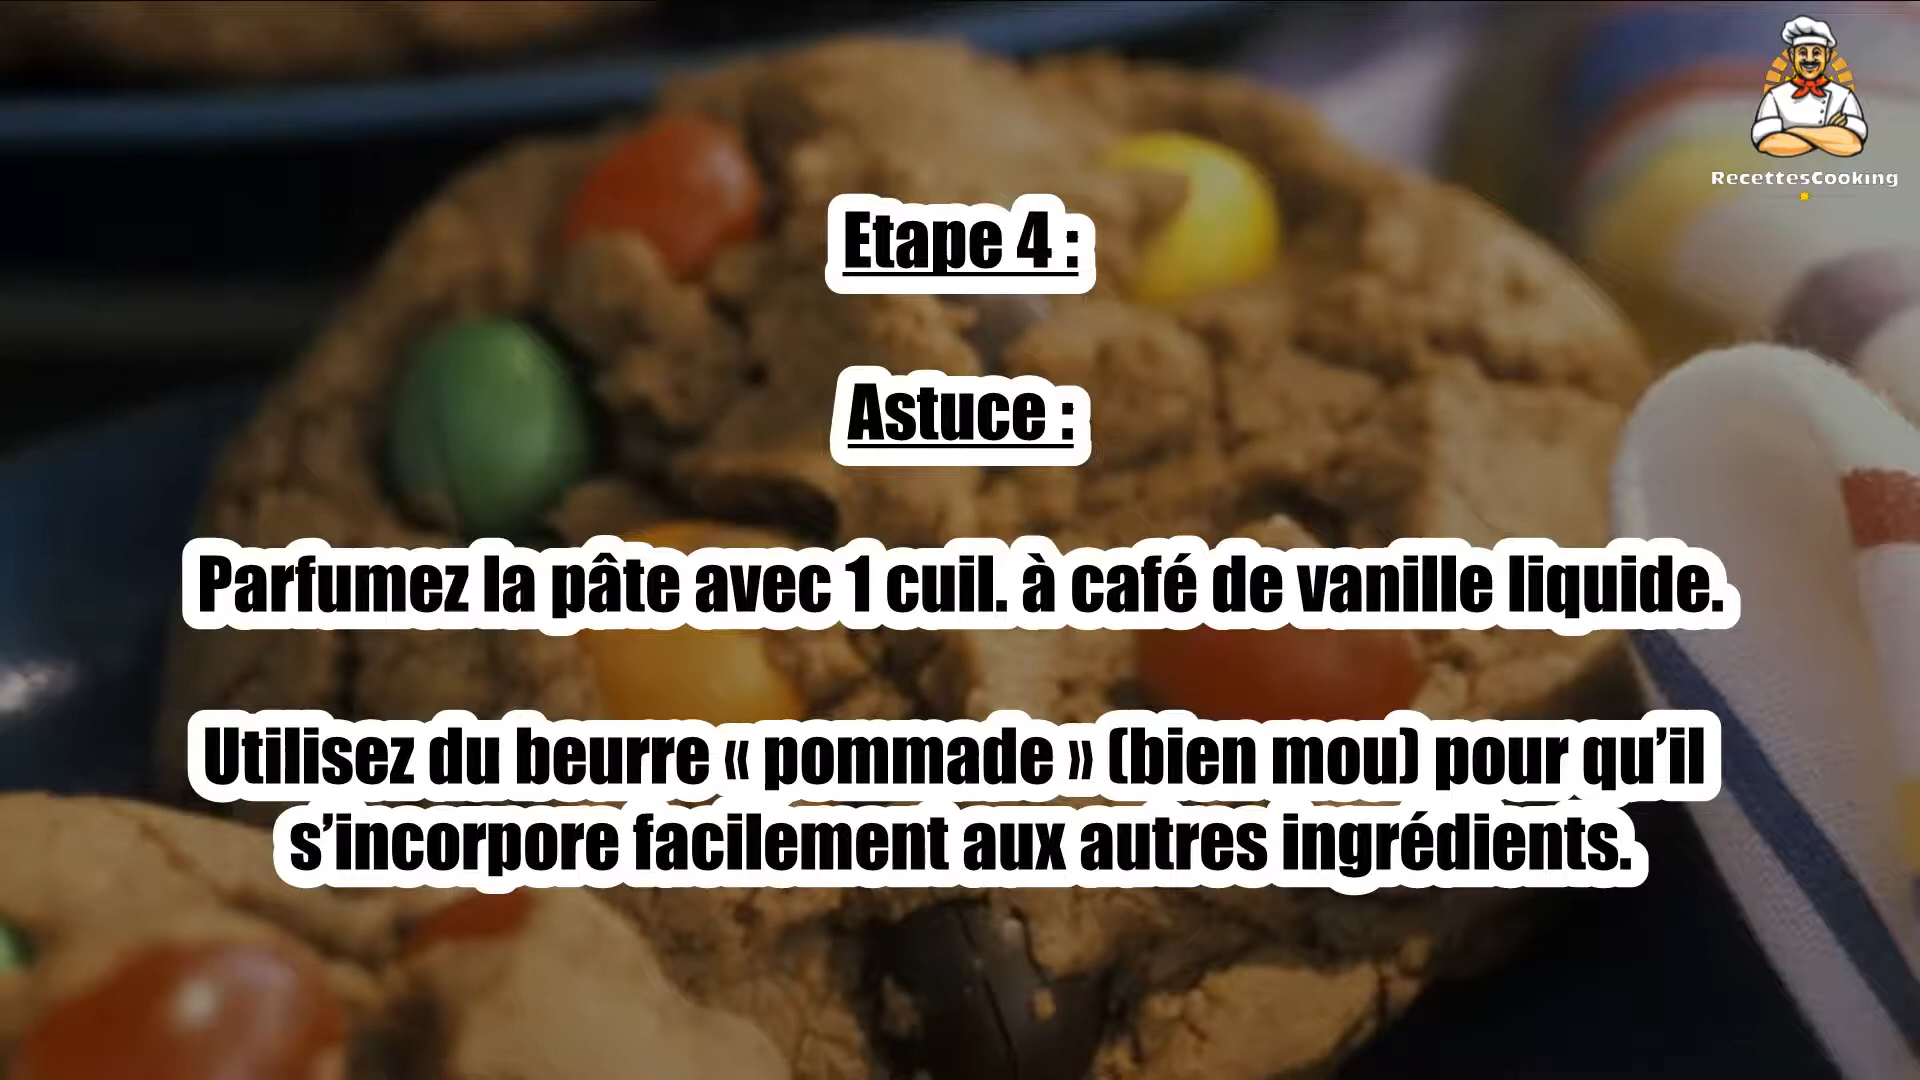 RecettesCooking
Etape 4 :
Astuce :
Parfumez la pâte avec 1 cuil. à café de vanille liquide.
Utilisez du beurre « pommade » (bien mou) pour qu’il
s’incorpore facilement aux autres ingrédients.